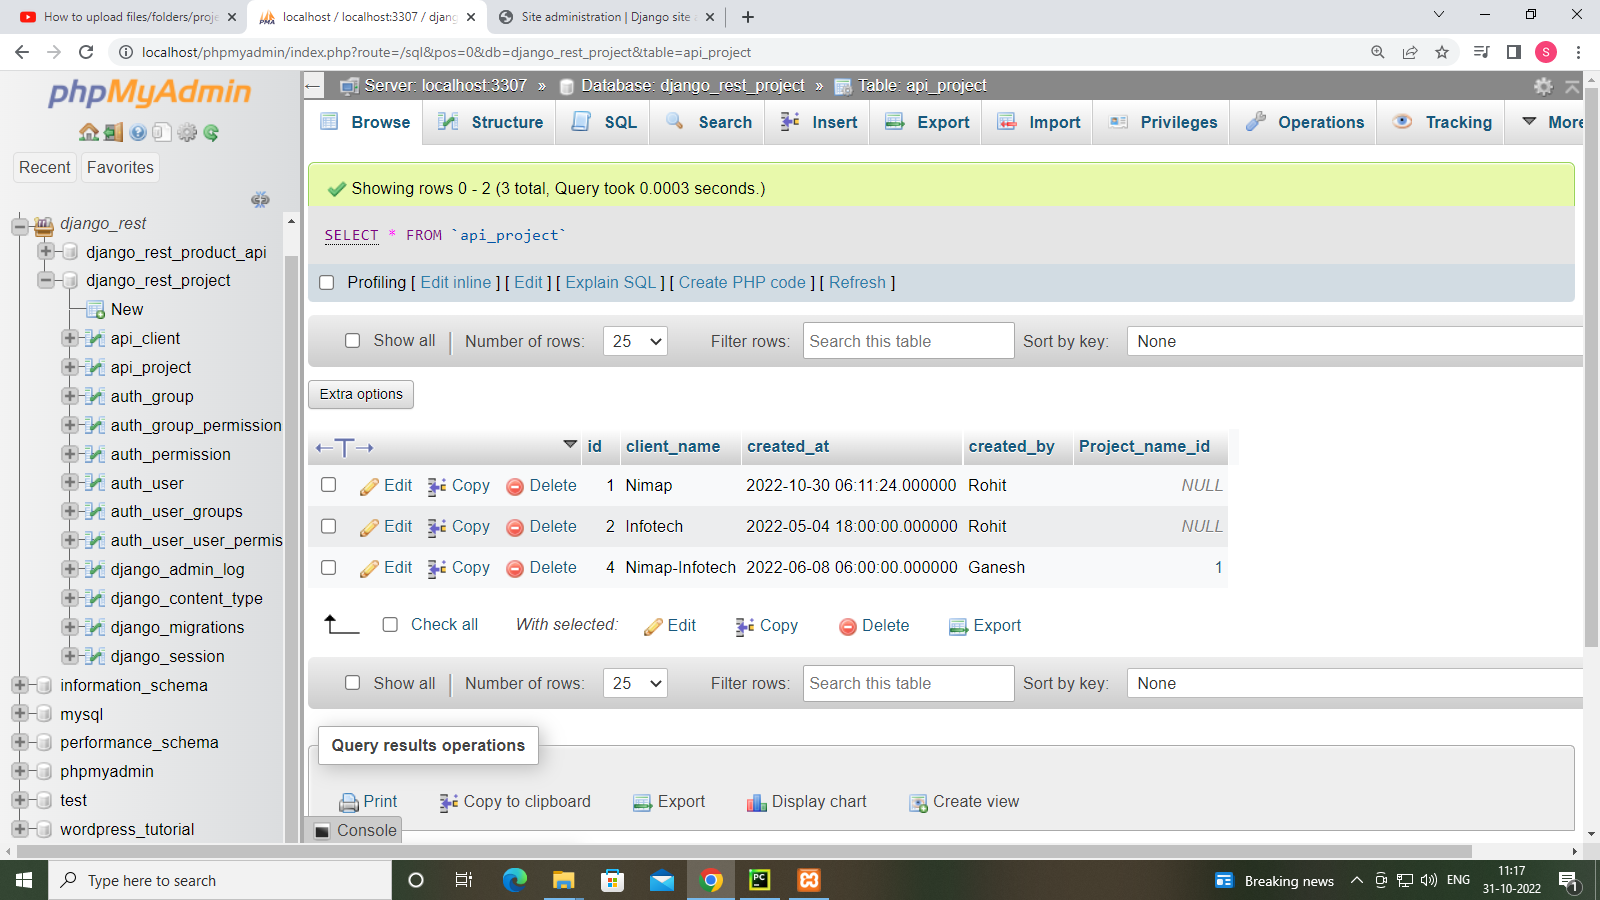 How to upload files/folders/proje
localhost / localhost:3307 / djang
Site administration | Django site
localhost/phpmyadmin/index.php?route=/sql&pos=0&db=django_rest_project&table=api_project
S
phpMyAdmin
Recent Favorites
django_rest
django_rest_product_api
django_rest_project
New
api_client
api_project
auth_group
auth_group_permission
auth_permission
auth_user
auth_user_groups
auth_user_user_permis
django_admin_log
django_content_type
django_migrations
django_session
information_schema
mysql
performance_schema
phpmyadmin
test
wordpress_tutorial
Server: localhost:3307 » Database: django_rest_project » Table: api_project
Browse Structure SQL Search Insert Export Import Privileges Operations Tracking More
Showing rows 0 - 2 (3 total, Query took 0.0003 seconds.)
SELECT * FROM `api_project`
Profiling [ Edit inline ] [ Edit ] [ Explain SQL ] [ Create PHP code ] [ Refresh ]
Show all | Number of rows: 25 Filter rows: Search this table Sort by key: None
Extra options
←T→ id client_name created_at created_by Project_name_id
Edit Copy Delete 1 Nimap 2022-10-30 06:11:24.000000 Rohit NULL
Edit Copy Delete 2 Infotech 2022-05-04 18:00:00.000000 Rohit NULL
Edit Copy Delete 4 Nimap-Infotech 2022-06-08 06:00:00.000000 Ganesh 1
Check all With selected: Edit Copy Delete Export
Show all | Number of rows: 25 Filter rows: Search this table Sort by key: None
Query results operations
Print Copy to clipboard Export Display chart Create view
Console
Type here to search
PC
Breaking news
ENG
11:17
31-10-2022
1